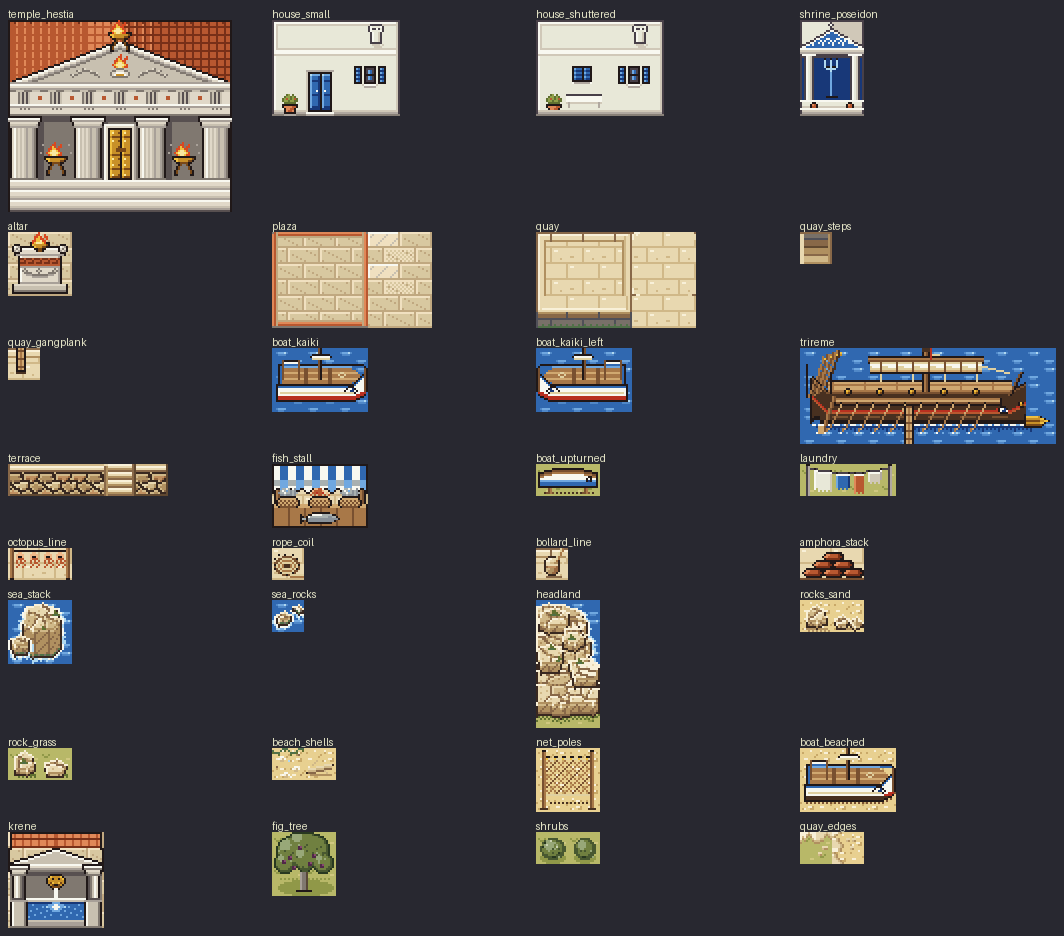 temple_hestia
house_small
house_shuttered
shrine_poseidon
altar
plaza
quay
quay_steps
quay_gangplank
boat_kaiki
boat_kaiki_left
trireme
terrace
fish_stall
boat_upturned
laundry
octopus_line
rope_coil
bollard_line
amphora_stack
sea_stack
sea_rocks
headland
rocks_sand
rock_grass
beach_shells
net_poles
boat_beached
krene
fig_tree
shrubs
quay_edges